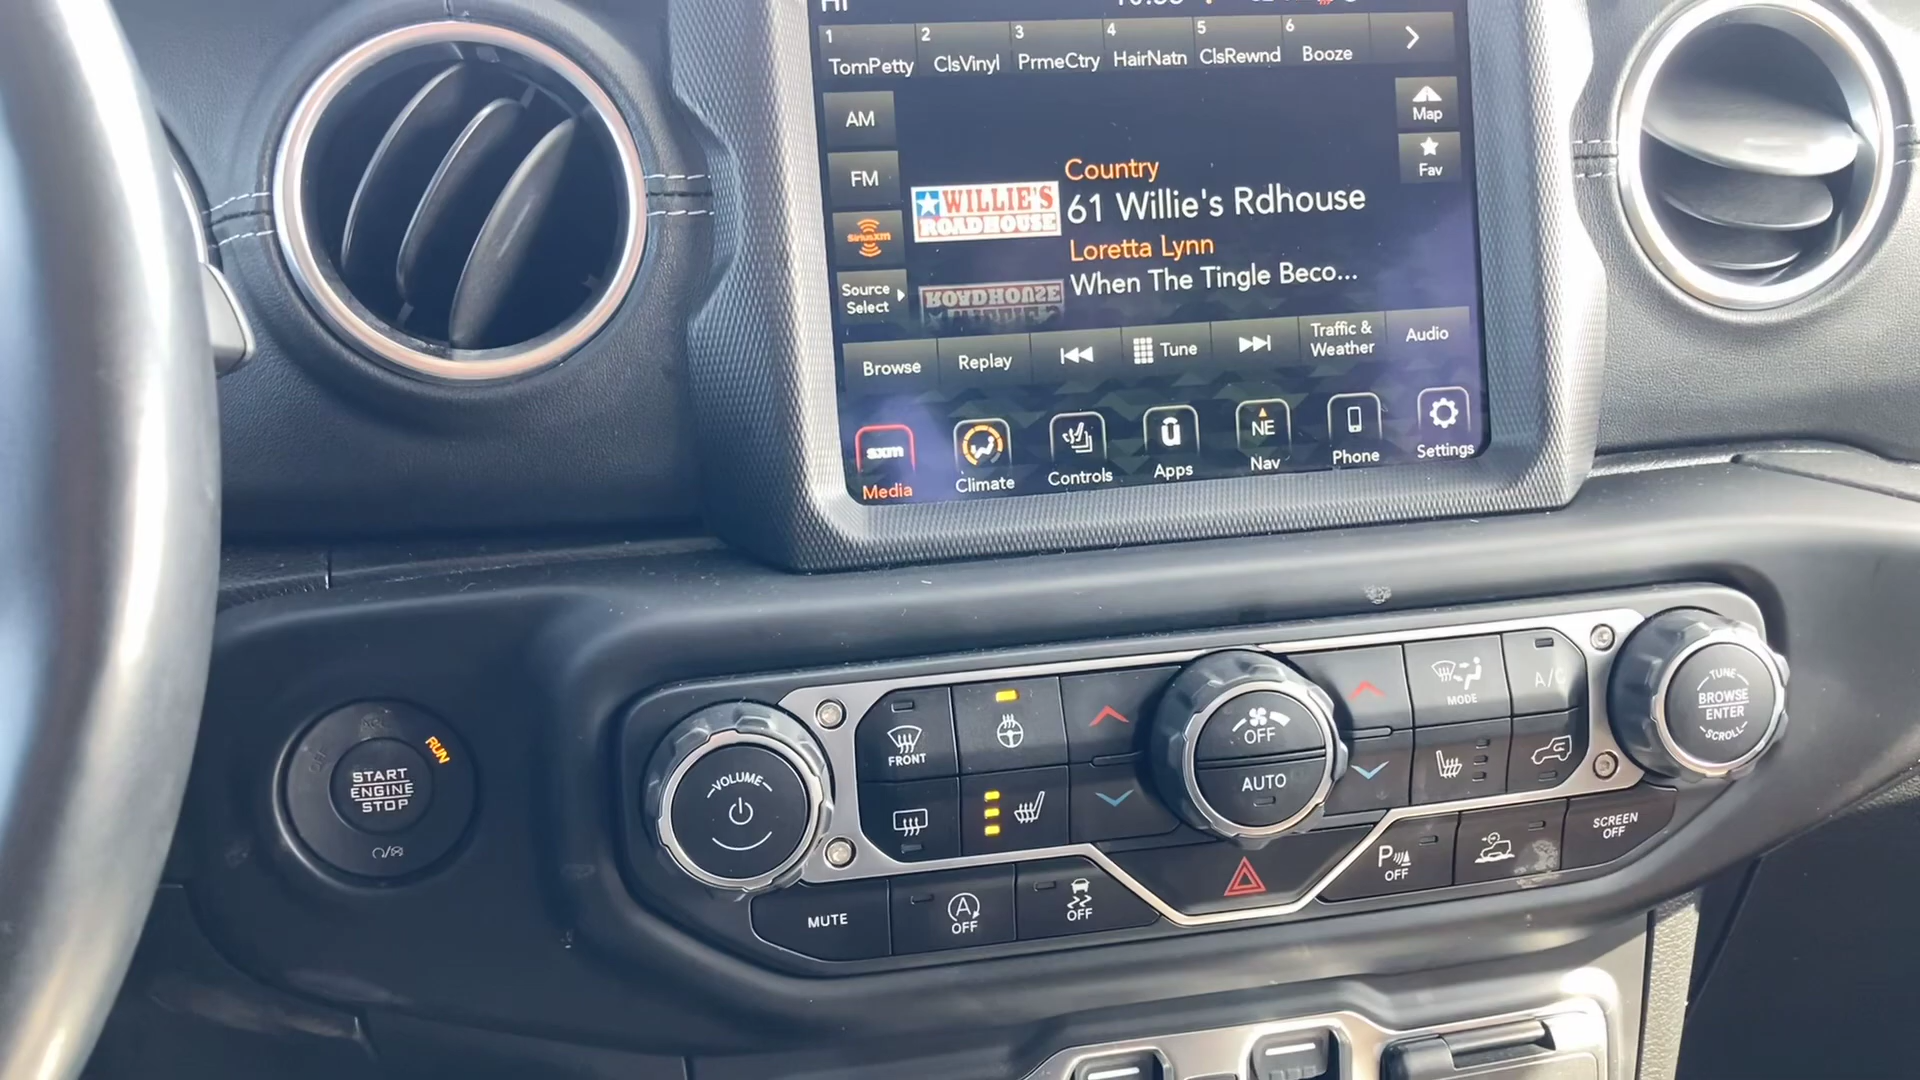 HI
1 2 3 4 5 6
TomPetty ClsVinyl PrmeCtry HairNatn ClsRewnd Booze
AM
Map
FM
Fav
Country
WILLIE'S
ROADHOUSE
61 Willie's Rdhouse
SiriusXM
Loretta Lynn
Source
Select
When The Tingle Beco...
Browse Replay Tune Traffic &
Weather
Audio
sxm
NE
Media Climate Controls Apps Nav Phone Settings
RUN
START
ENGINE
STOP
VOLUME
FRONT
OFF
AUTO
MODE
A/C
TUNE
BROWSE
ENTER
SCROLL
MUTE
A
OFF
OFF
P
OFF
SCREEN
OFF